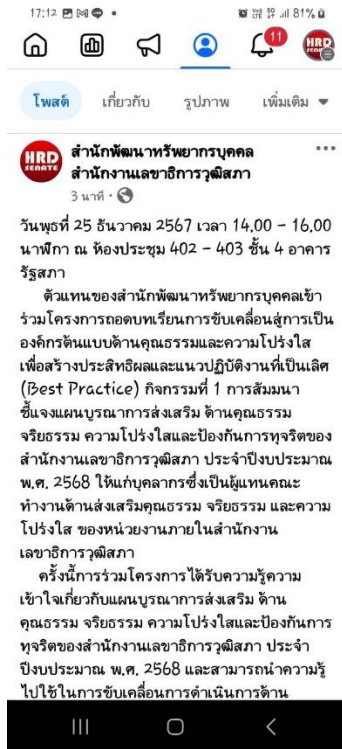 17:12
81%
11
HRD
โพสต์ เกี่ยวกับ รูปภาพ เพิ่มเติม
HRD
SENATE
สำนักพัฒนาทรัพยากรบุคคล
สำนักงานเลขาธิการวุฒิสภา
3 นาที ·
วันพุธที่ 25 ธันวาคม 2567 เวลา 14.00 - 16.00
นาฬิกา ณ ห้องประชุม 402 - 403 ชั้น 4 อาคาร
รัฐสภา
ตัวแทนของสำนักพัฒนาทรัพยากรบุคคลเข้า
ร่วมโครงการถอดบทเรียนการขับเคลื่อนสู่การเป็น
องค์กรต้นแบบด้านคุณธรรมและความโปร่งใส
เพื่อสร้างประสิทธิผลและแนวปฏิบัติงานที่เป็นเลิศ
(Best Practice) กิจกรรมที่ 1 การสัมมนา
ชี้แจงแผนบูรณาการส่งเสริม ด้านคุณธรรม
จริยธรรม ความโปร่งใสและป้องกันการทุจริตของ
สำนักงานเลขาธิการวุฒิสภา ประจำปีงบประมาณ
พ.ศ. 2568 ให้แก่บุคลากรซึ่งเป็นผู้แทนคณะ
ทำงานด้านส่งเสริมคุณธรรม จริยธรรม และความ
โปร่งใส ของหน่วยงานภายในสำนักงาน
เลขาธิการวุฒิสภา
ครั้งนี้การร่วมโครงการได้รับความรู้ความ
เข้าใจเกี่ยวกับแผนบูรณาการส่งเสริม ด้าน
คุณธรรม จริยธรรม ความโปร่งใสและป้องกันการ
ทุจริตของสำนักงานเลขาธิการวุฒิสภา ประจำ
ปีงบประมาณ พ.ศ. 2568 และสามารถนำความรู้
ไปใช้ในการขับเคลื่อนการดำเนินการด้าน